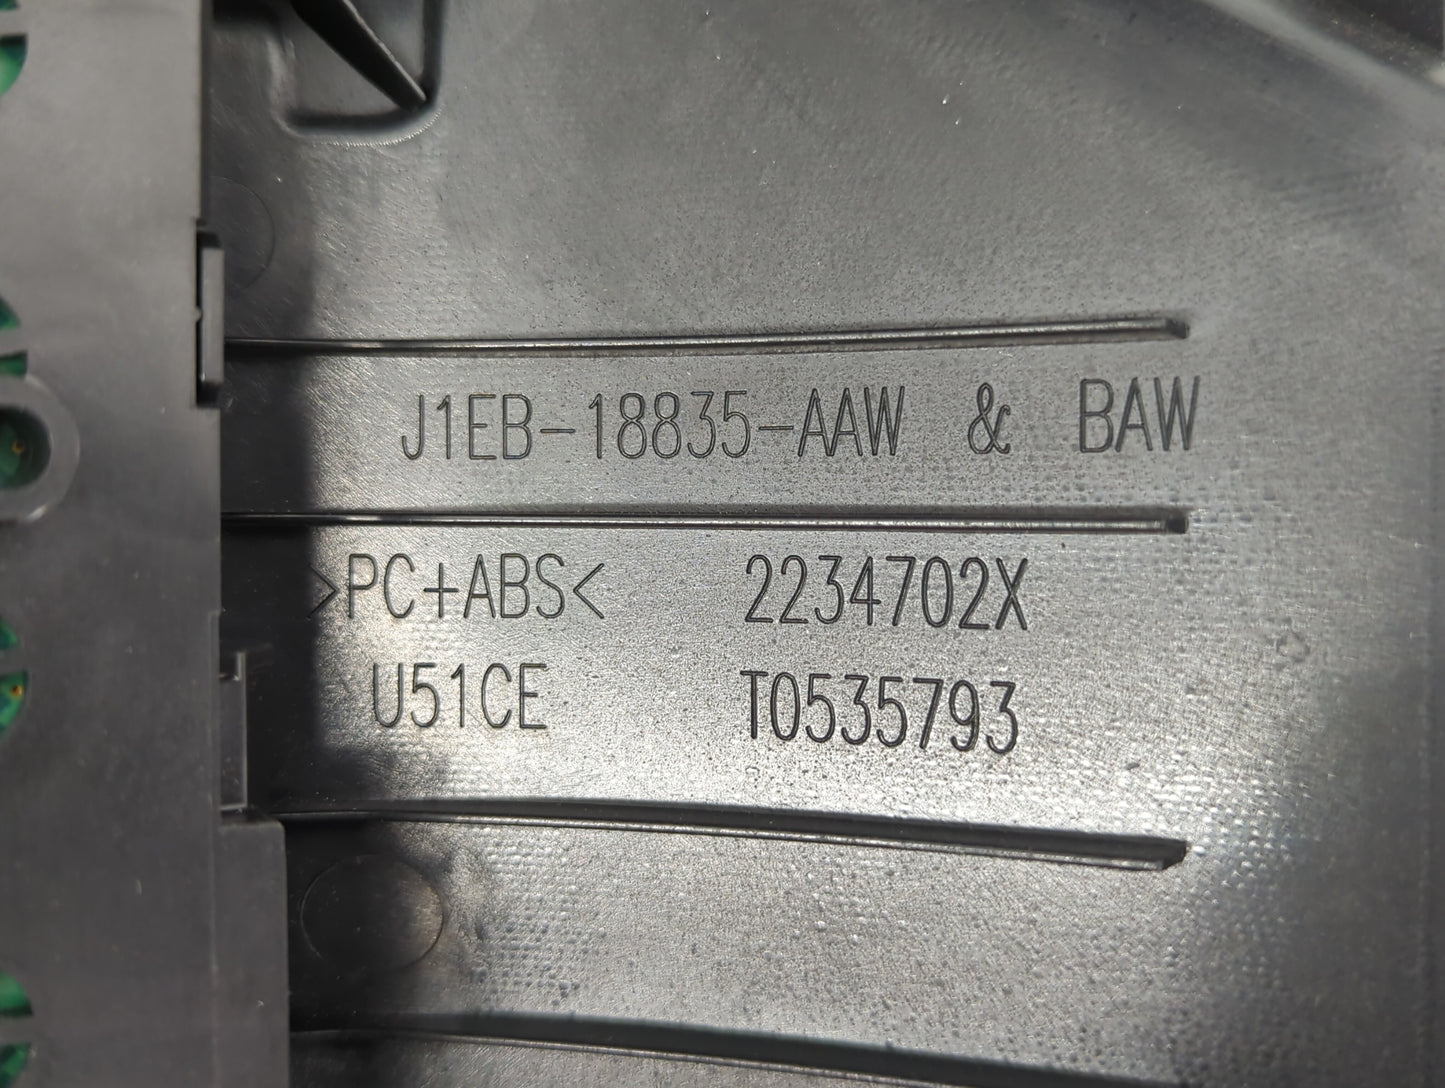 J1EB-18835-AAW & BAW
>PC+ABS< 2234702X
U51CE T0535793